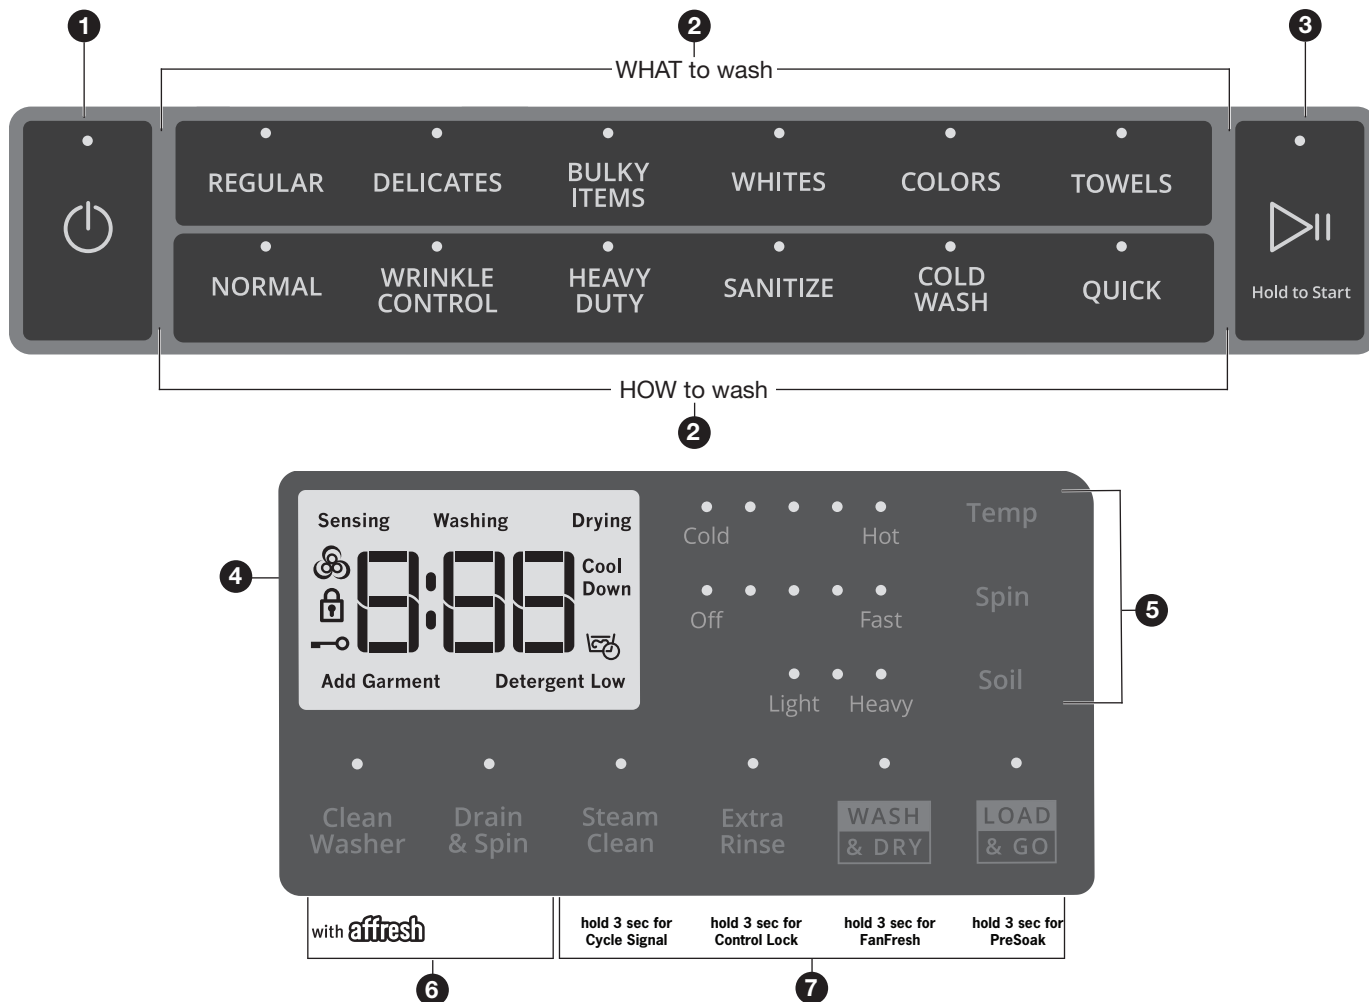 1 2 3
WHAT to wash
REGULAR DELICATES BULKY ITEMS WHITES COLORS TOWELS
NORMAL WRINKLE CONTROL HEAVY DUTY SANITIZE COLD WASH QUICK
Hold to Start
HOW to wash
2
Sensing Washing Drying
8:88
Cool
Down
Add Garment Detergent Low
4
Cold Hot Temp
Off Fast Spin
Light Heavy Soil
5
Clean Washer
Drain & Spin
Steam Clean
Extra Rinse
WASH & DRY
LOAD & GO
with affresh
hold 3 sec for Cycle Signal
hold 3 sec for Control Lock
hold 3 sec for FanFresh
hold 3 sec for PreSoak
6 7